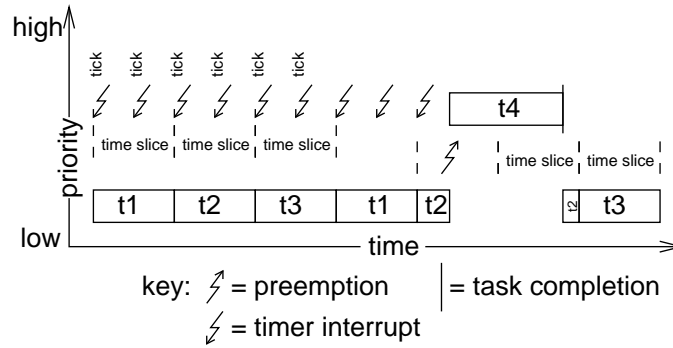 high
tick tick tick tick tick tick
t4
time slice time slice time slice time slice time slice
priority
t1 t2 t3 t1 t2 t2 t3
low
time
key: = preemption = task completion
= timer interrupt